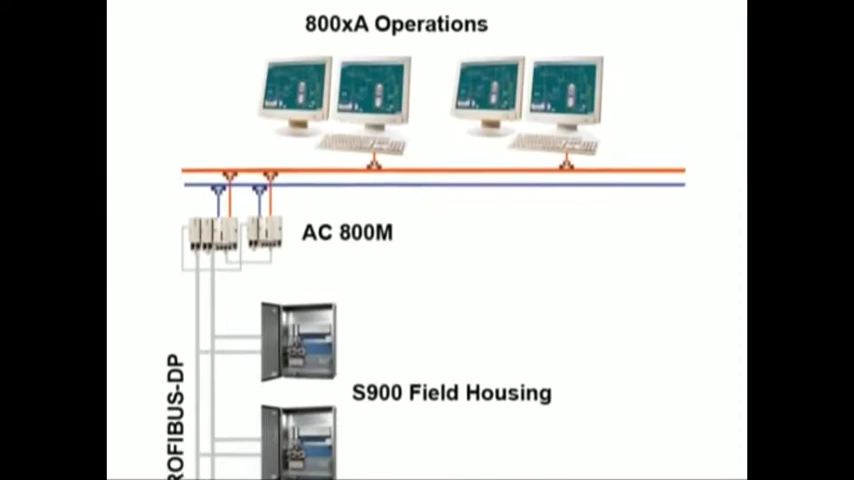 800xA Operations
AC 800M
S900 Field Housing
ROFIBUS-DP